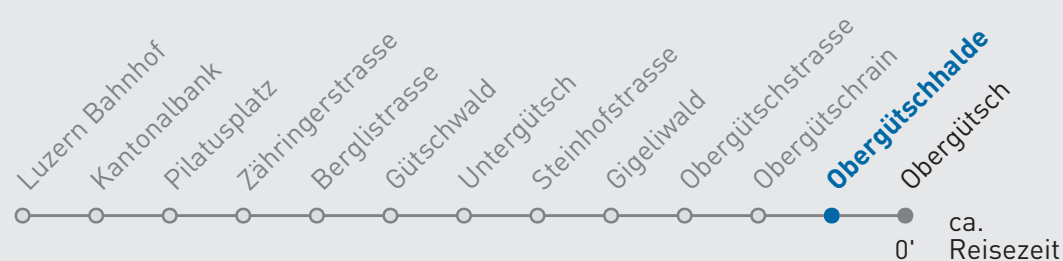 Luzern Bahnhof
Kantonalbank
Pilatusplatz
Zähringerstrasse
Berglistrasse
Gütschwald
Untergütsch
Steinhofstrasse
Gigeliwald
Obergütschstrasse
Obergütschrain
Obergütschhalde
Obergütsch
ca.
0' Reisezeit